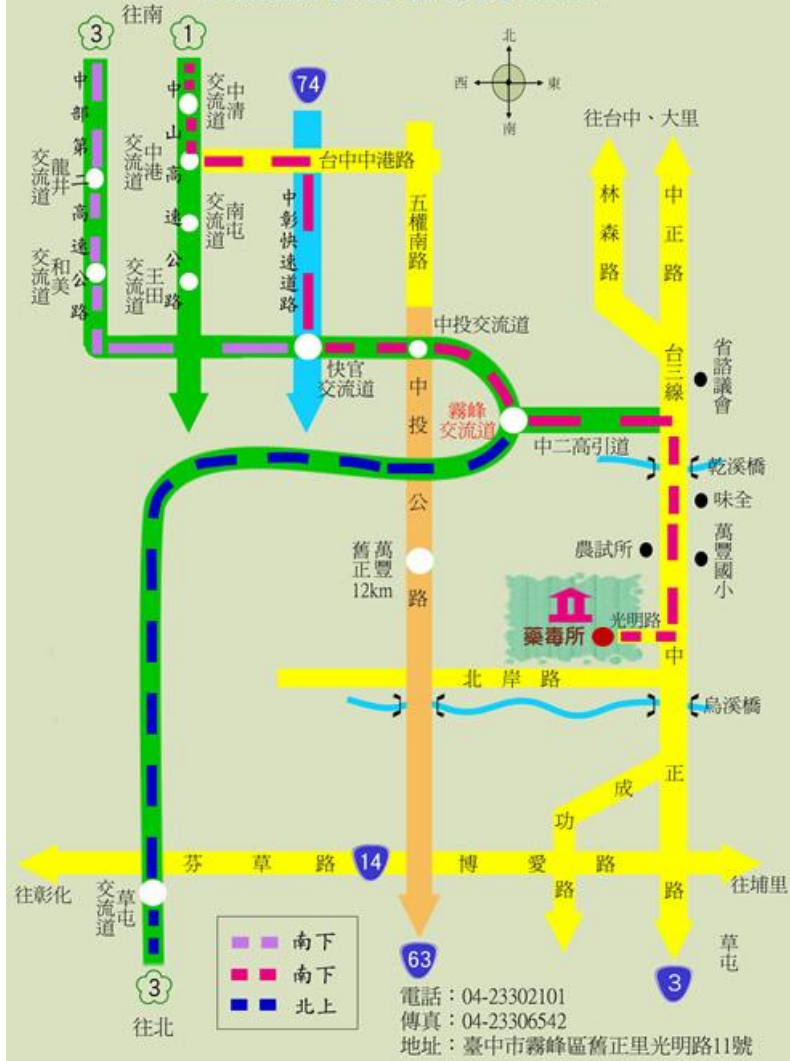 往南
3
1
74
北
西
東
南
往台中、大里
中部第二高速公路
中山高速公路
中清交流道
中港交流道
龍井交流道
南屯交流道
和美交流道
王田交流道
台中中港路
中彰快速道路
五權南路
林森路
中正路
中投交流道
快官交流道
霧峰
交流道
中二高引道
台三線
省諮議會
乾溪橋
味全
中投公路
農試所
萬豐國小
萬豐
舊正
12km
光明路
藥毒所
北岸路
烏溪橋
中正路
成功路
芬草路
14
博愛路
往彰化
往埔里
草屯交流道
草屯
南下
南下
北上
63
3
3
往北
電話：04-23302101
傳真：04-23306542
地址：臺中市霧峰區舊正里光明路11號